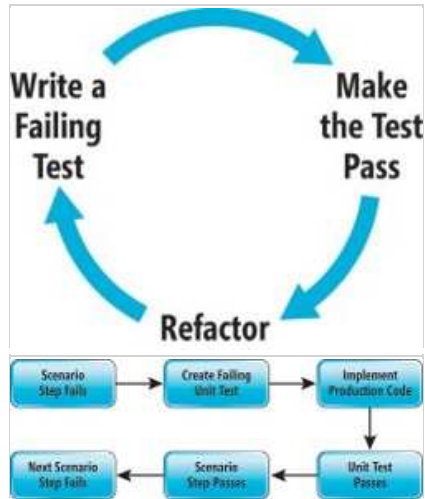 Write a
Failing
Test
Make
the Test
Pass
Refactor
Scenario
Step Fails
Create Failing
Unit Test
Implement
Production Code
Unit Test
Passes
Scenario
Step Passes
Next Scenario
Step Fails